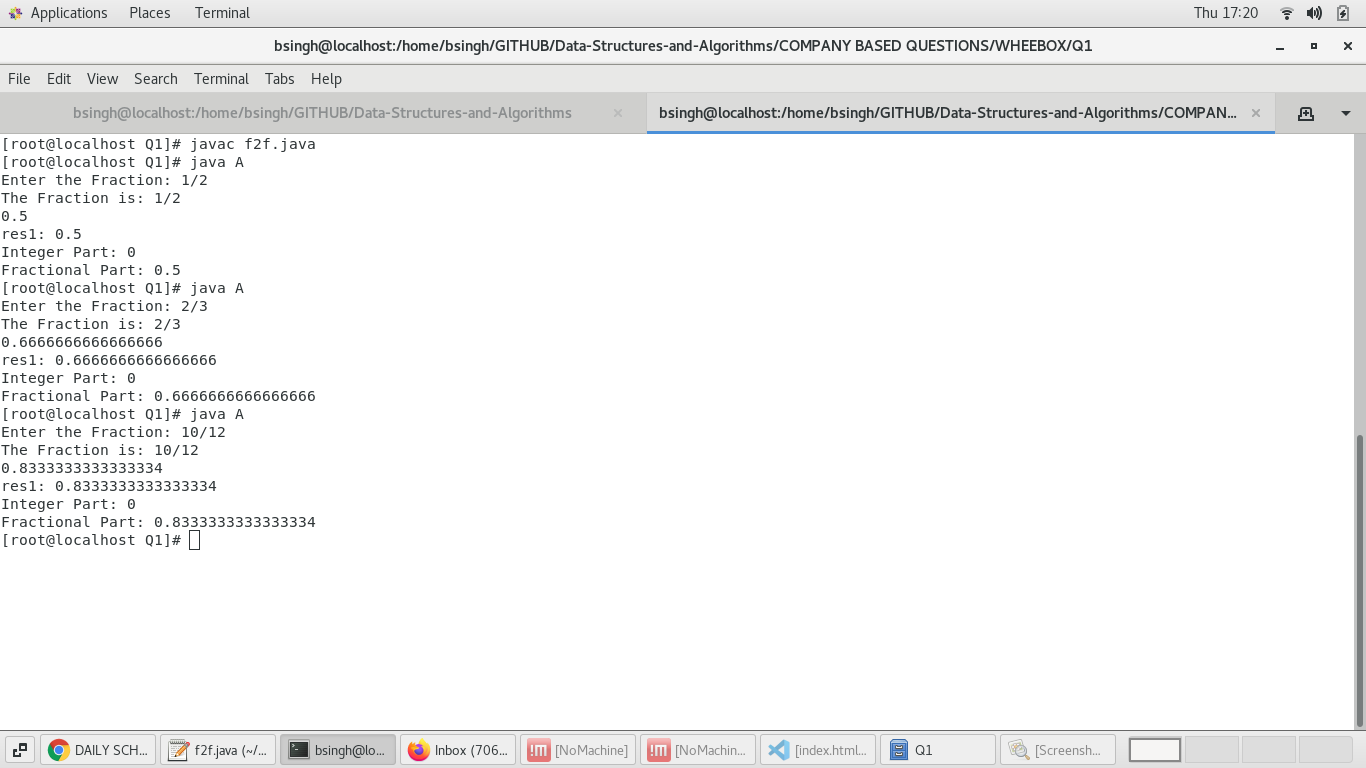 Applications Places Terminal Thu 17:20
bsingh@localhost:/home/bsingh/GITHUB/Data-Structures-and-Algorithms/COMPANY BASED QUESTIONS/WHEEBOX/Q1
File Edit View Search Terminal Tabs Help
bsingh@localhost:/home/bsingh/GITHUB/Data-Structures-and-Algorithms × bsingh@localhost:/home/bsingh/GITHUB/Data-Structures-and-Algorithms/COMPAN... ×
[root@localhost Q1]# javac f2f.java
[root@localhost Q1]# java A
Enter the Fraction: 1/2
The Fraction is: 1/2
0.5
res1: 0.5
Integer Part: 0
Fractional Part: 0.5
[root@localhost Q1]# java A
Enter the Fraction: 2/3
The Fraction is: 2/3
0.6666666666666666
res1: 0.6666666666666666
Integer Part: 0
Fractional Part: 0.6666666666666666
[root@localhost Q1]# java A
Enter the Fraction: 10/12
The Fraction is: 10/12
0.8333333333333334
res1: 0.8333333333333334
Integer Part: 0
Fractional Part: 0.8333333333333334
[root@localhost Q1]#
DAILY SCH... f2f.java (~/... bsingh@lo... Inbox (706... !M [NoMachine] !M [NoMachin... [index.html... Q1 [Screensh...